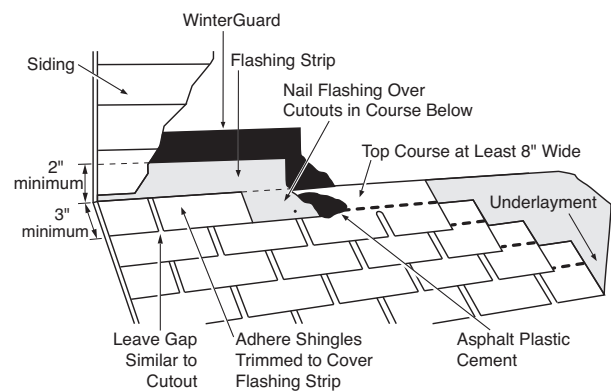 WinterGuard
Siding
Flashing Strip
Nail Flashing Over
Cutouts in Course Below
2"
minimum
Top Course at Least 8" Wide
3"
minimum
Underlayment
Leave Gap
Similar to
Cutout
Adhere Shingles
Trimmed to Cover
Flashing Strip
Asphalt Plastic
Cement